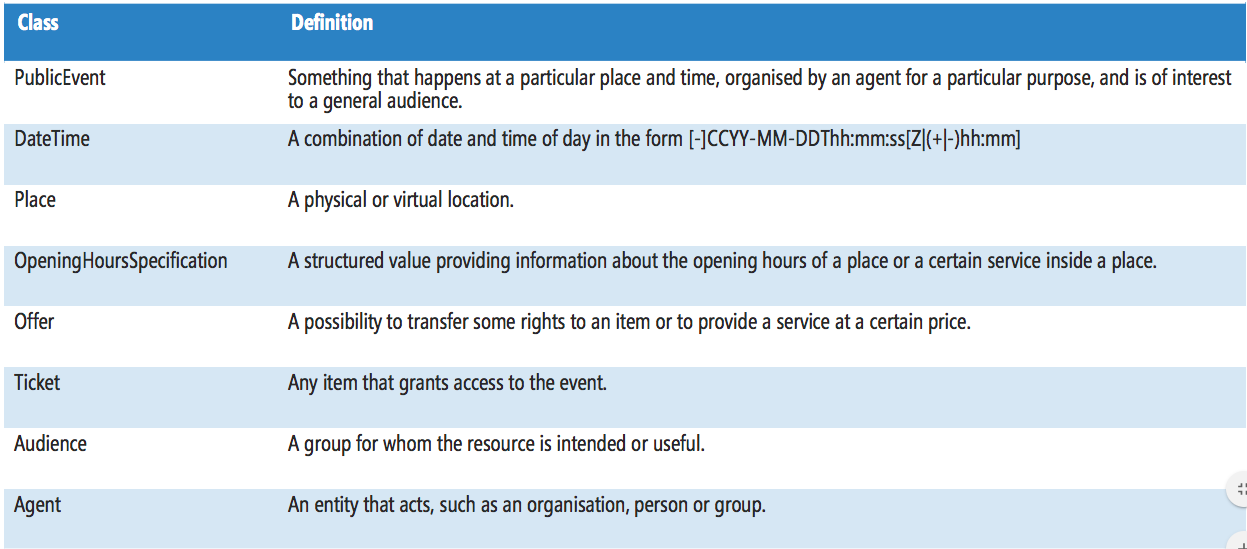 Class Definition
PublicEvent Something that happens at a particular place and time, organised by an agent for a particular purpose, and is of interest
to a general audience.
DateTime A combination of date and time of day in the form [-]CCYY-MM-DDThh:mm:ss[Z|(+|-)hh:mm]
Place A physical or virtual location.
OpeningHoursSpecification A structured value providing information about the opening hours of a place or a certain service inside a place.
Offer A possibility to transfer some rights to an item or to provide a service at a certain price.
Ticket Any item that grants access to the event.
Audience A group for whom the resource is intended or useful.
Agent An entity that acts, such as an organisation, person or group.